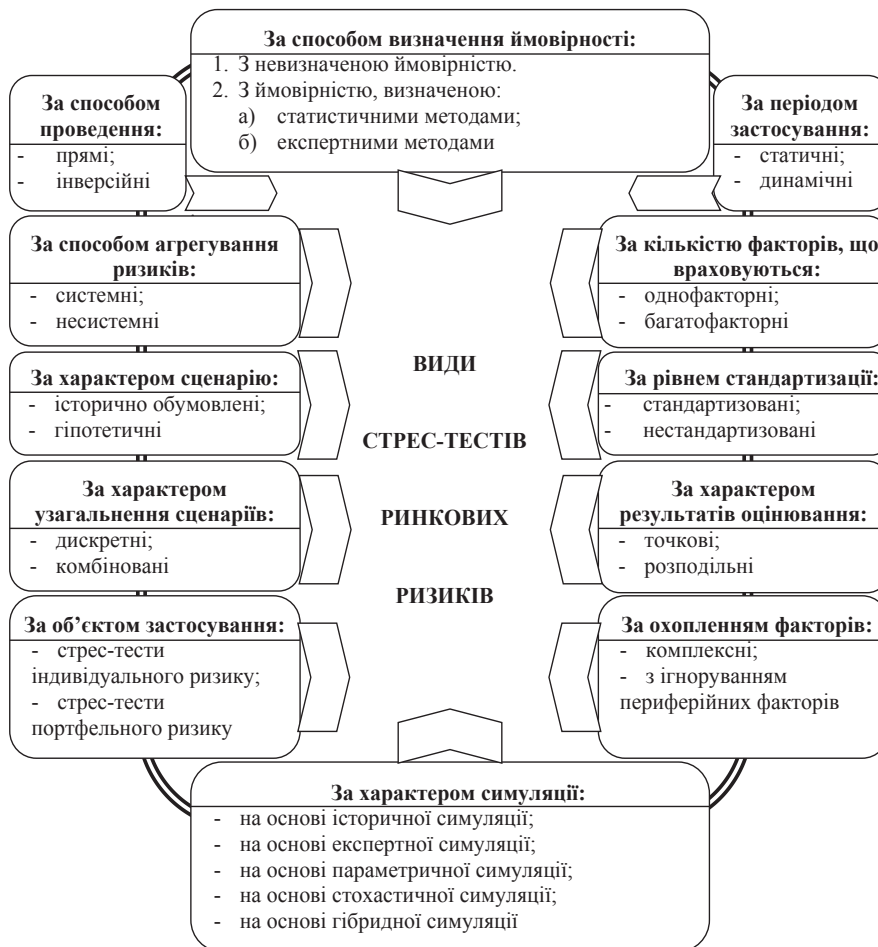 За способом визначення ймовірності:
1. З невизначеною ймовірністю.
2. З ймовірністю, визначеною:
а) статистичними методами;
б) експертними методами
За способом
проведення:
- прямі;
- інверсійні
За періодом
застосування:
- статичні;
- динамічні
За способом агрегування
ризиків:
- системні;
- несистемні
За кількістю факторів, що
враховуються:
- однофакторні;
- багатофакторні
За характером сценарію:
- історично обумовлені;
- гіпотетичні
За рівнем стандартизації:
- стандартизовані;
- нестандартизовані
За характером
узагальнення сценаріїв:
- дискретні;
- комбіновані
За характером
результатів оцінювання:
- точкові;
- розподільні
За об’єктом застосування:
- стрес-тести
індивідуального ризику;
- стрес-тести
портфельного ризику
За охопленням факторів:
- комплексні;
- з ігноруванням
периферійних факторів
ВИДИ
СТРЕС-ТЕСТІВ
РИНКОВИХ
РИЗИКІВ
За характером симуляції:
- на основі історичної симуляції;
- на основі експертної симуляції;
- на основі параметричної симуляції;
- на основі стохастичної симуляції;
- на основі гібридної симуляції